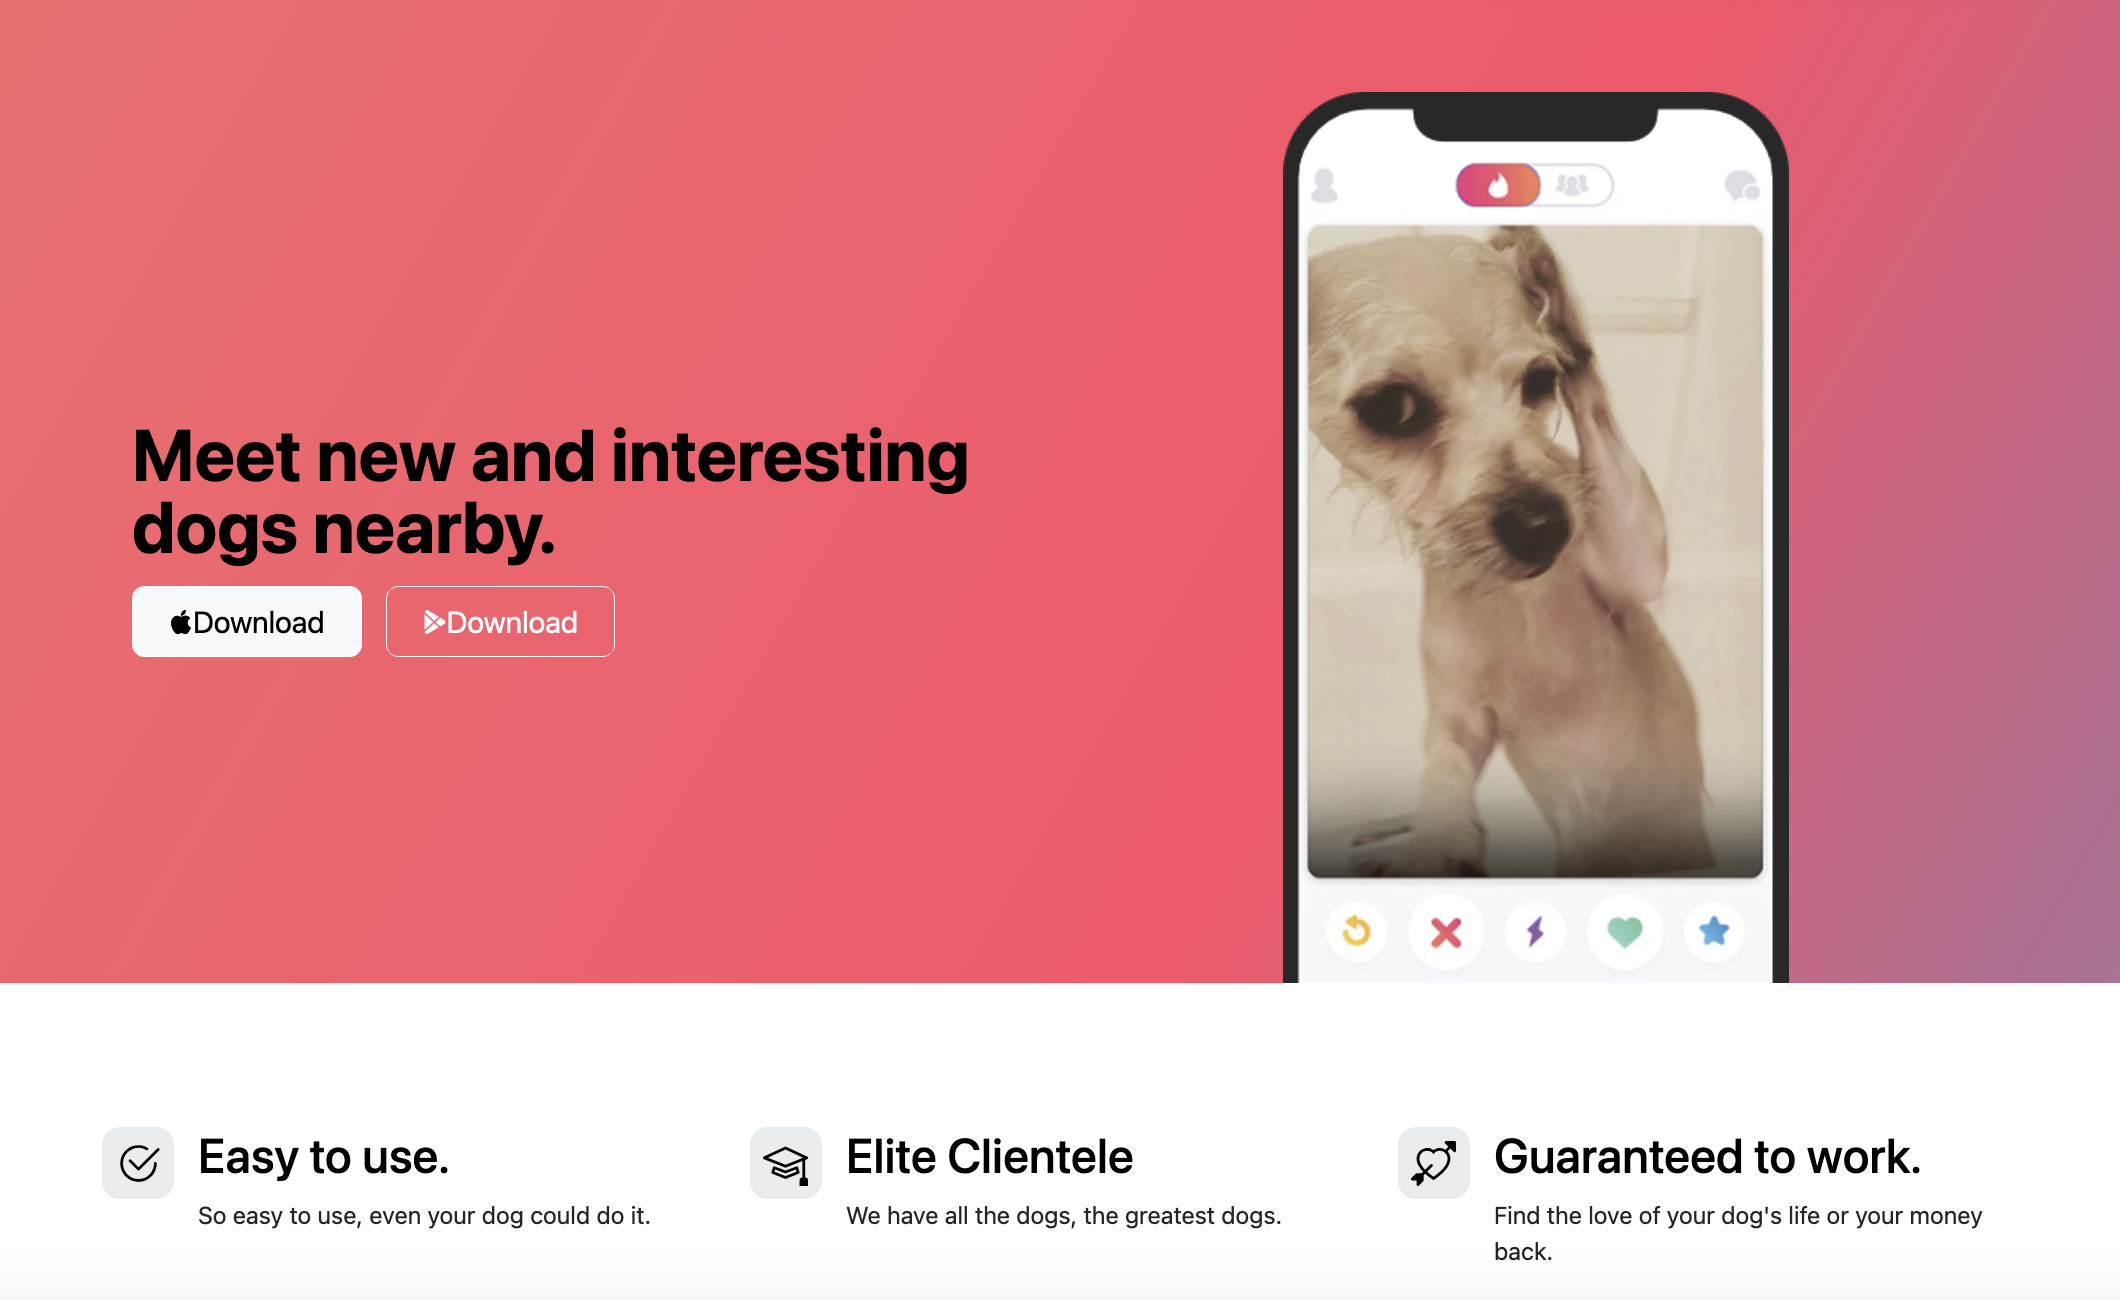 Meet new and interesting
dogs nearby.
Download
Download
Easy to use.
So easy to use, even your dog could do it.
Elite Clientele
We have all the dogs, the greatest dogs.
Guaranteed to work.
Find the love of your dog's life or your money
back.